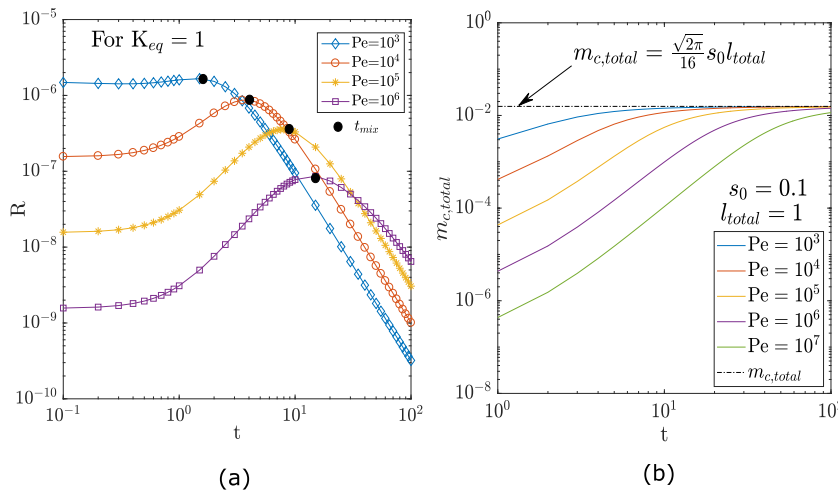 For K_eq = 1
Pe=10^3
Pe=10^4
Pe=10^5
Pe=10^6
t_mix
R
10^-5
10^-6
10^-7
10^-8
10^-9
10^-10
10^-1 10^0 10^1 10^2
t
(a)
m_c,total = √2π/16 s_0 l_total
s_0 = 0.1
l_total = 1
Pe = 10^3
Pe = 10^4
Pe = 10^5
Pe = 10^6
Pe = 10^7
m_c,total
m_c,total
10^0
10^-2
10^-4
10^-6
10^-8
10^0 10^1 10^2
t
(b)